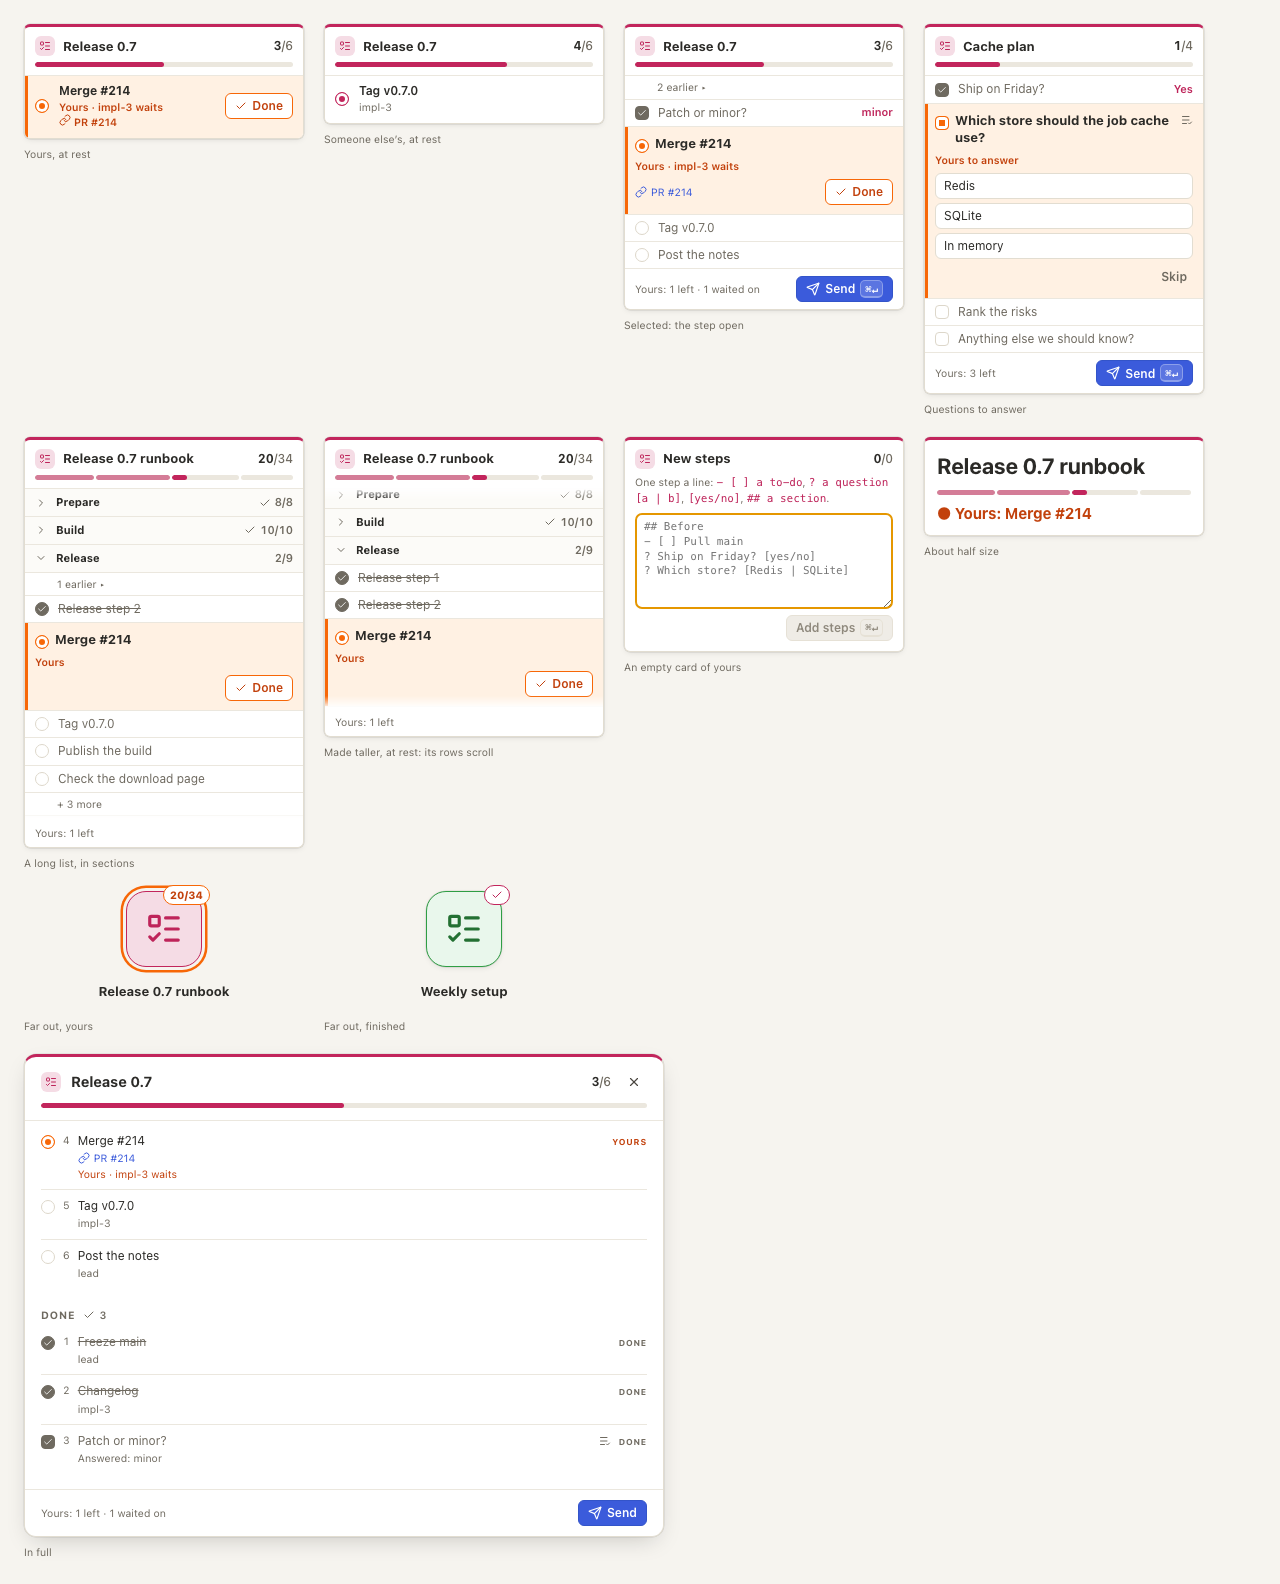 Release 0.7
3/6
Merge #214
Yours · impl-3 waits
PR #214
Done
Yours, at rest
Release 0.7
4/6
Tag v0.7.0
impl-3
Someone else's, at rest
Release 0.7
3/6
2 earlier
Patch or minor?
minor
Merge #214
Yours · impl-3 waits
PR #214
Done
Tag v0.7.0
Post the notes
Yours: 1 left · 1 waited on
Send ⌘↵
Selected: the step open
Cache plan
1/4
Ship on Friday?
Yes
Which store should the job cache
use?
Yours to answer
Redis
SQLite
In memory
Skip
Rank the risks
Anything else we should know?
Yours: 3 left
Send ⌘↵
Questions to answer
Release 0.7 runbook
20/34
Prepare
8/8
Build
10/10
Release
2/9
1 earlier
Release step 2
Merge #214
Yours
Done
Tag v0.7.0
Publish the build
Check the download page
+ 3 more
Yours: 1 left
A long list, in sections
Release 0.7 runbook
20/34
Prepare
8/8
Build
10/10
Release
2/9
Release step 1
Release step 2
Merge #214
Yours
Done
Yours: 1 left
Made taller, at rest: its rows scroll
New steps
0/0
One step a line: - [ ] a to-do, ? a question
[a | b], [yes/no], ## a section.
## Before
- [ ] Pull main
? Ship on Friday? [yes/no]
? Which store? [Redis | SQLite]
Add steps ⌘↵
An empty card of yours
Release 0.7 runbook
Yours: Merge #214
About half size
20/34
Release 0.7 runbook
Far out, yours
Weekly setup
Far out, finished
Release 0.7
3/6
4 Merge #214
YOURS
PR #214
Yours · impl-3 waits
5 Tag v0.7.0
impl-3
6 Post the notes
lead
DONE 3
1 Freeze main
DONE
lead
2 Changelog
DONE
impl-3
3 Patch or minor?
DONE
Answered: minor
Yours: 1 left · 1 waited on
Send
In full